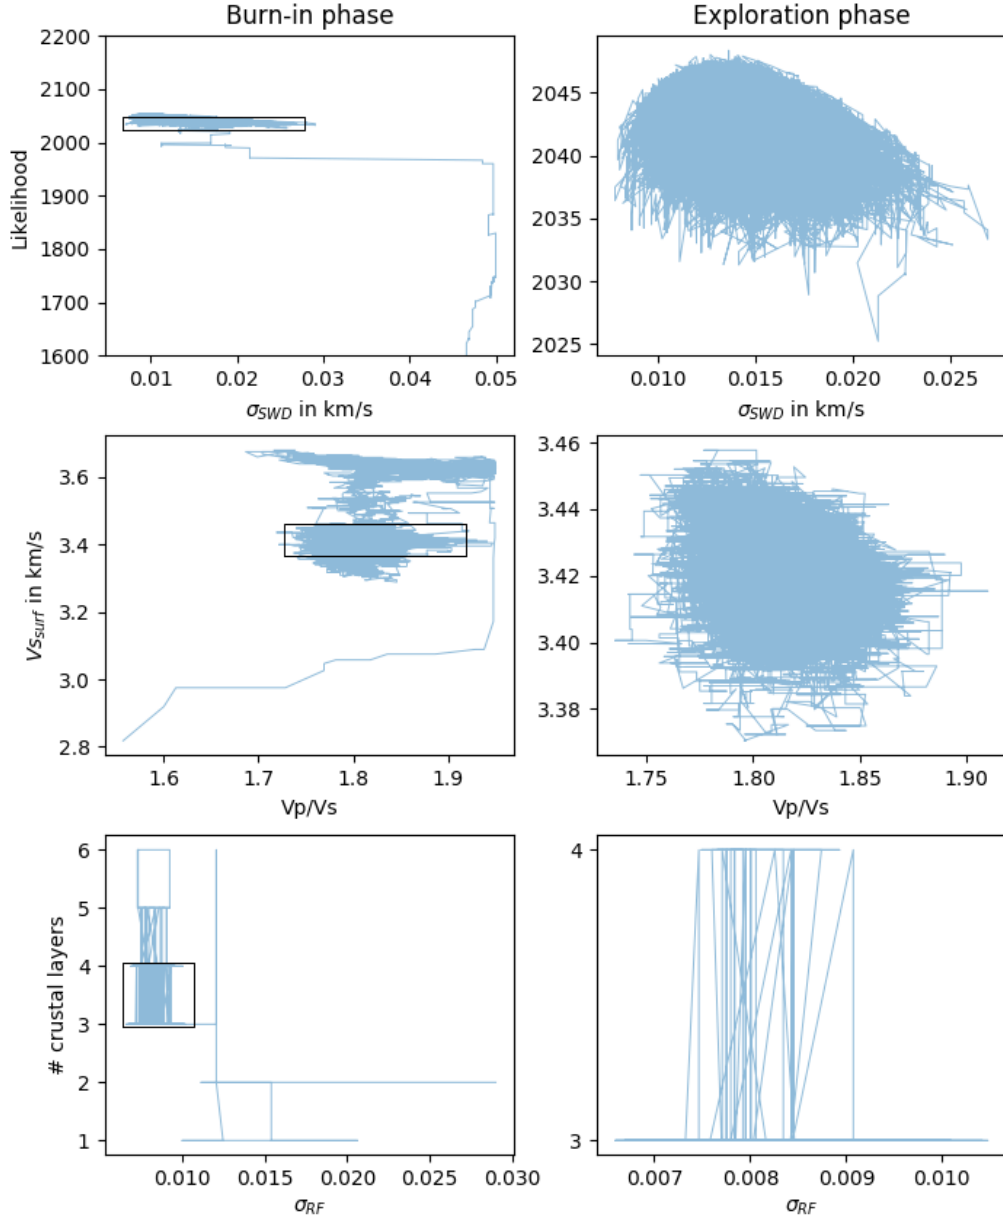 Burn-in phase
Exploration phase
2200
2100
2000
1900
1800
1700
1600
Likelihood
0.01 0.02 0.03 0.04 0.05
σSWD in km/s
2045
2040
2035
2030
2025
0.010 0.015 0.020 0.025
σSWD in km/s
3.6
3.4
3.2
3.0
2.8
Vssurf in km/s
1.6 1.7 1.8 1.9
Vp/Vs
3.46
3.44
3.42
3.40
3.38
1.75 1.80 1.85 1.90
Vp/Vs
6
5
4
3
2
1
# crustal layers
0.010 0.015 0.020 0.025 0.030
σRF
4
3
0.007 0.008 0.009 0.010
σRF